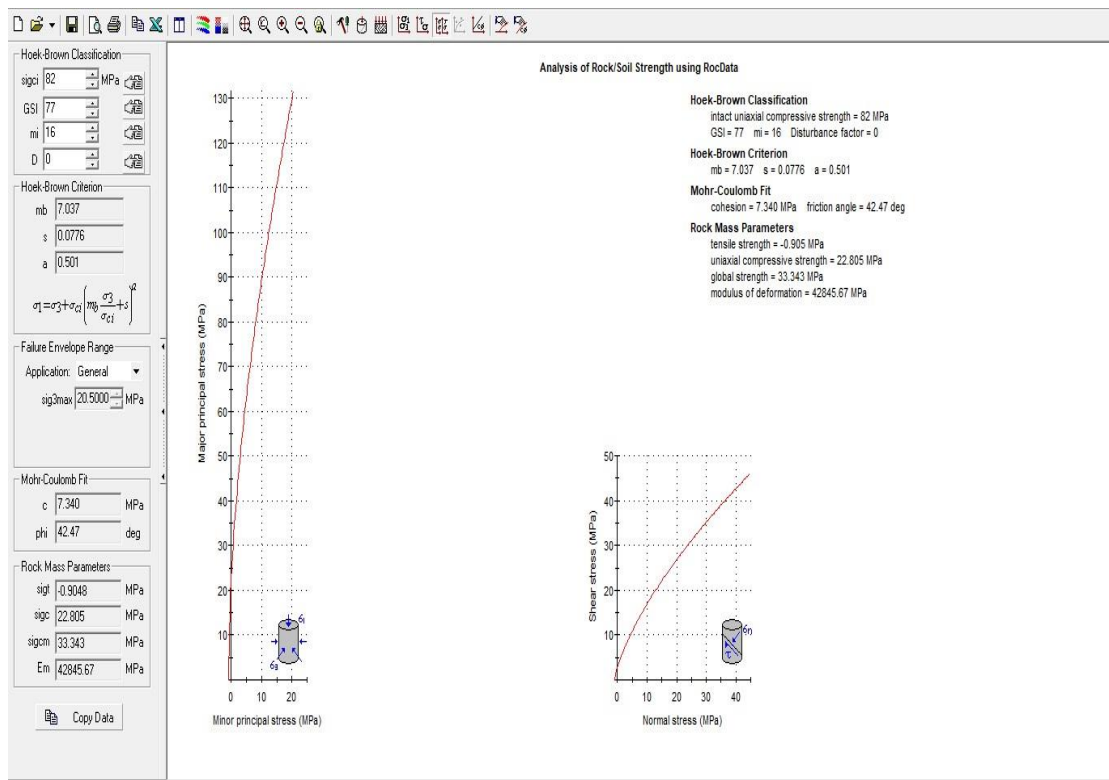 Hoek-Brown Classification
sigci 82 MPa
GSI 77
mi 16
D 0
Hoek-Brown Criterion
mb 7.037
s 0.0776
a 0.501
σ1=σ3+σci(mb σ3/σci+s)^a
Failure Envelope Range
Application: General
sig3max 20.5000 MPa
Mohr-Coulomb Fit
c 7.340 MPa
phi 42.47 deg
Rock Mass Parameters
sigt -0.9048 MPa
sigc 22.805 MPa
sigcm 33.343 MPa
Em 42845.67 MPa
Copy Data
Analysis of Rock/Soil Strength using RocData
Hoek-Brown Classification
intact uniaxial compressive strength = 82 MPa
GSI = 77 mi = 16 Disturbance factor = 0
Hoek-Brown Criterion
mb = 7.037 s = 0.0776 a = 0.501
Mohr-Coulomb Fit
cohesion = 7.340 MPa friction angle = 42.47 deg
Rock Mass Parameters
tensile strength = -0.905 MPa
uniaxial compressive strength = 22.805 MPa
global strength = 33.343 MPa
modulus of deformation = 42845.67 MPa
Major principal stress (MPa)
130
120
110
100
90
80
70
60
50
40
30
20
10
σ1
σ3
0 10 20
Minor principal stress (MPa)
Shear stress (MPa)
50
40
30
20
10
σn
τ
0 10 20 30 40
Normal stress (MPa)